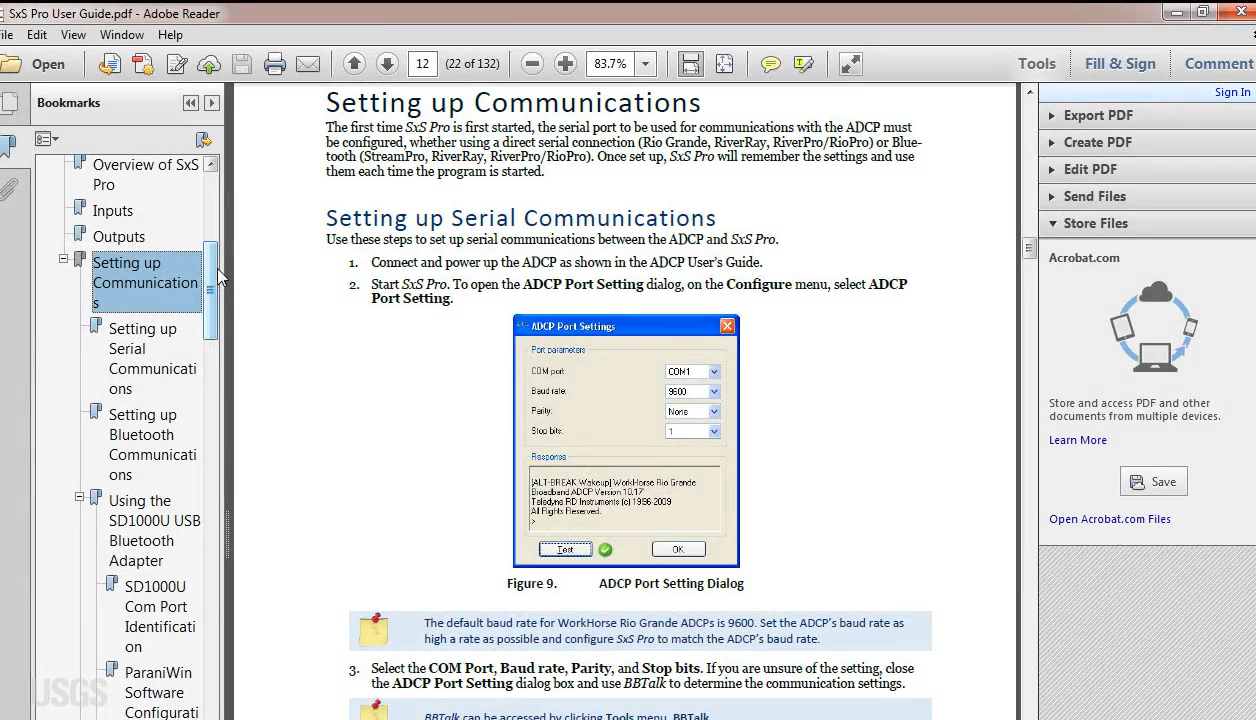 SxS Pro User Guide.pdf - Adobe Reader
ile Edit View Window Help
Open 12 (22 of 132) 83.7% Tools Fill & Sign Comment
Sign In
Bookmarks
Overview of SxS
Pro
Inputs
Outputs
Setting up
Communication
s
Setting up
Serial
Communicati
ons
Setting up
Bluetooth
Communicati
ons
Using the
SD1000U USB
Bluetooth
Adapter
SD1000U
Com Port
Identificati
on
ParaniWin
Software
Configurati
USGS
Setting up Communications
The first time SxS Pro is first started, the serial port to be used for communications with the ADCP must
be configured, whether using a direct serial connection (Rio Grande, RiverRay, RiverPro/RioPro) or Blue-
tooth (StreamPro, RiverRay, RiverPro/RioPro). Once set up, SxS Pro will remember the settings and use
them each time the program is started.
Setting up Serial Communications
Use these steps to set up serial communications between the ADCP and SxS Pro.
1. Connect and power up the ADCP as shown in the ADCP User's Guide.
2. Start SxS Pro. To open the ADCP Port Setting dialog, on the Configure menu, select ADCP
Port Setting.
ADCP Port Settings
Port parameters
COM port: COM1
Baud rate: 9600
Parity: None
Stop bits: 1
Response
[ALT-BREAK Wakeup] WorkHorse Rio Grande
Broadband ADCP Version 10.17
Teledyne RD Instruments (c) 1996-2009
All Rights Reserved.
>
Test OK
Figure 9. ADCP Port Setting Dialog
The default baud rate for WorkHorse Rio Grande ADCPs is 9600. Set the ADCP's baud rate as
high a rate as possible and configure SxS Pro to match the ADCP's baud rate.
3. Select the COM Port, Baud rate, Parity, and Stop bits. If you are unsure of the setting, close
the ADCP Port Setting dialog box and use BBTalk to determine the communication settings.
BBTalk can be accessed by clicking Tools menu, BBTalk.
Export PDF
Create PDF
Edit PDF
Send Files
Store Files
Acrobat.com
Store and access PDF and other
documents from multiple devices.
Learn More
Save
Open Acrobat.com Files